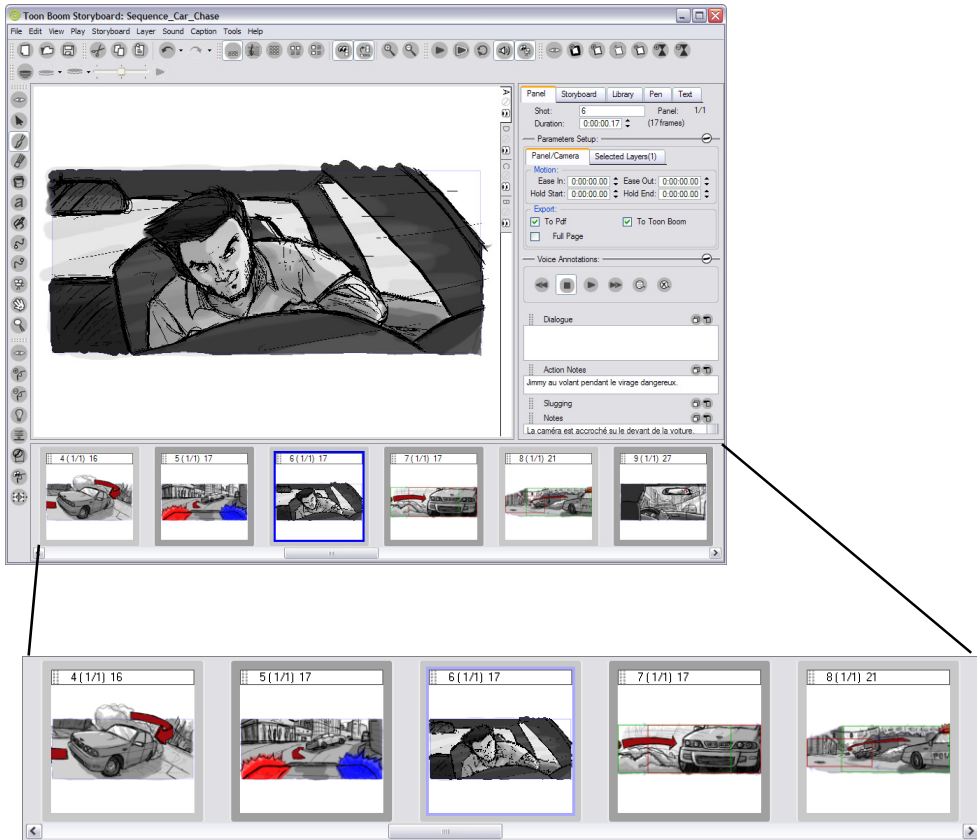 Toon Boom Storyboard: Sequence_Car_Chase
File Edit View Play Storyboard Layer Sound Caption Tools Help
Panel Storyboard Library Pen Text
Shot: 6 Panel: 1/1
Duration: 0:00:00.17 (17 frames)
Parameters Setup:
Panel/Camera Selected Layers(1)
Motion:
Ease In: 0:00:00.00 Ease Out: 0:00:00.00
Hold Start: 0:00:00.00 Hold End: 0:00:00.00
Export:
To Pdf To Toon Boom
Full Page
Voice Annotations:
Dialogue
Action Notes
Jimmy au volant pendant le virage dangereux.
Slugging
Notes
La caméra est accroché su le devant de la voiture.
4 (1/1) 16 5 (1/1) 17 6 (1/1) 17 7 (1/1) 17 8 (1/1) 21 9 (1/1) 27
4 ( 1/1) 16 5 ( 1/1) 17 6 ( 1/1) 17 7 ( 1/1) 17 8 ( 1/1) 21